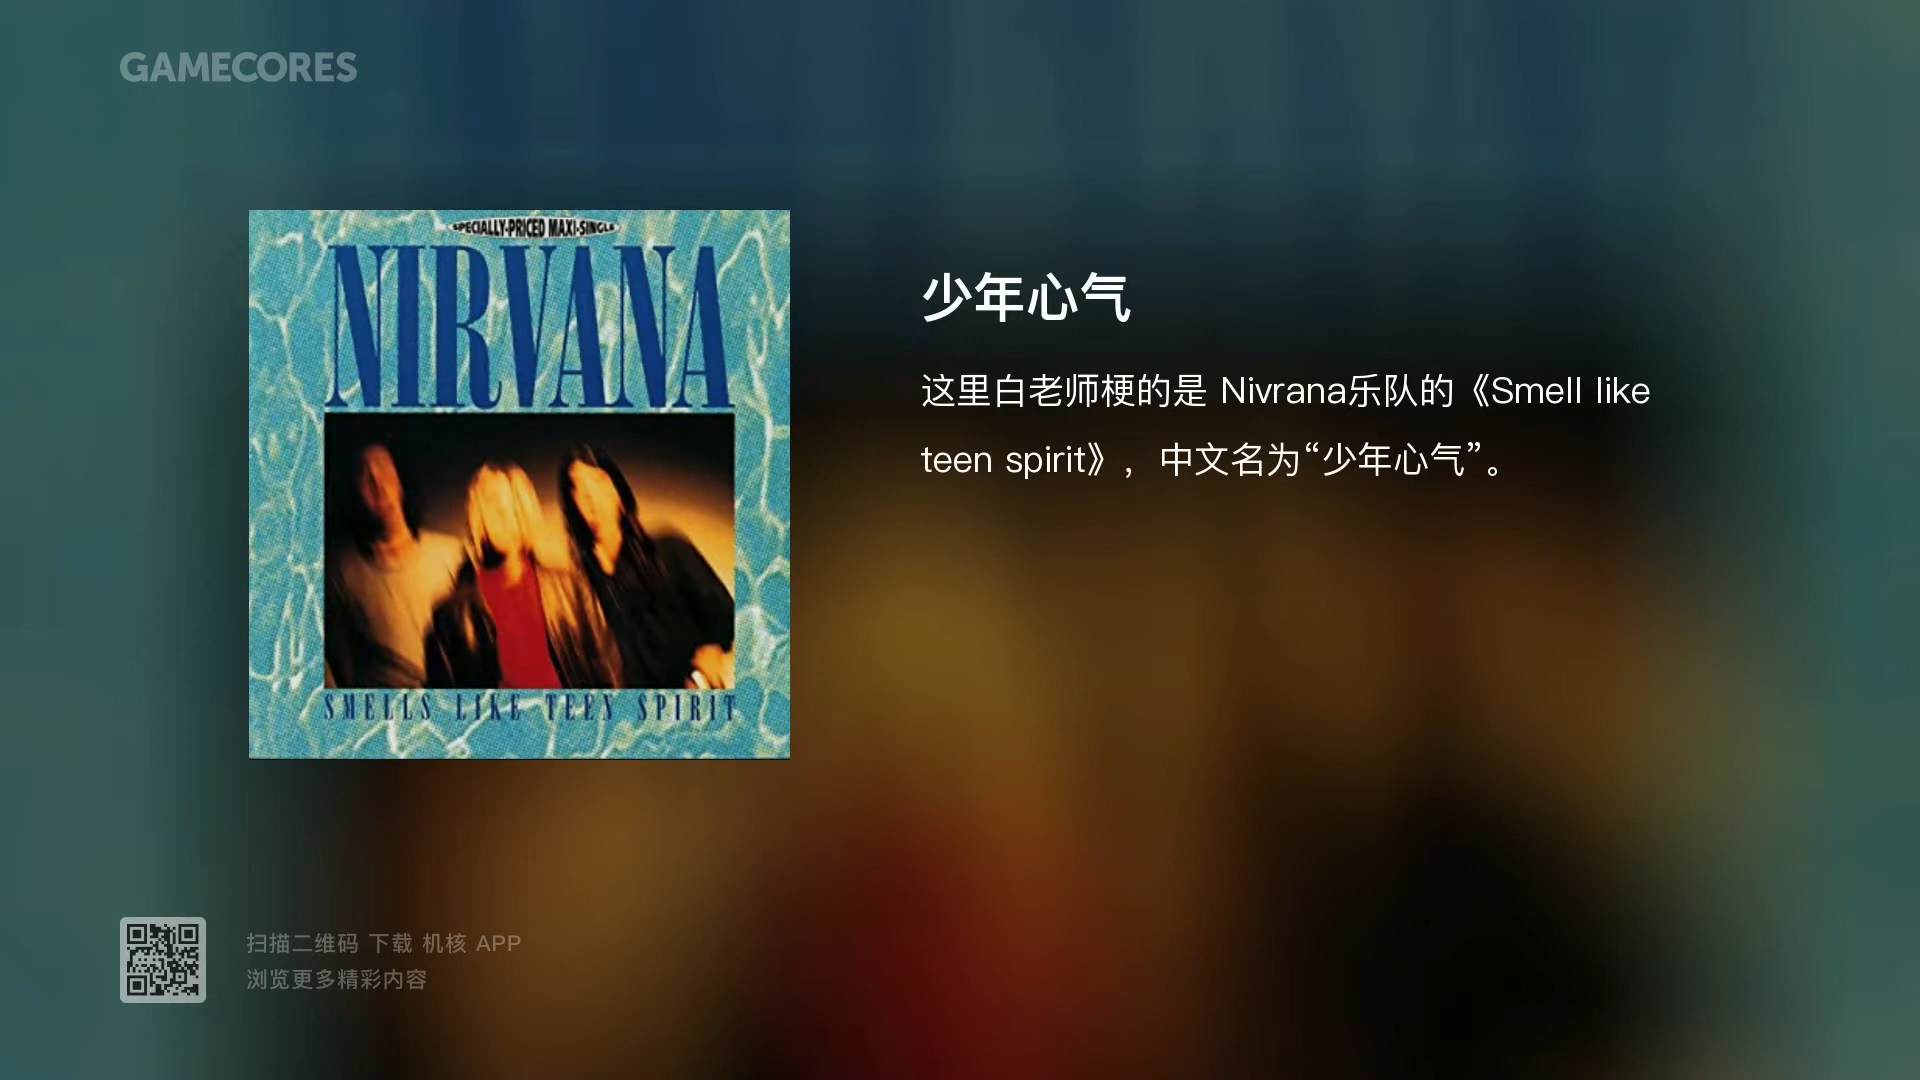 GAMECORES
SPECIALLY-PRICED MAXI-SINGLE
NIRVANA
SMELLS LIKE TEEN SPIRIT
少年心气
这里白老师梗的是 Nivrana乐队的《Smell like
teen spirit》，中文名为“少年心气”。
扫描二维码 下载 机核 APP
浏览更多精彩内容